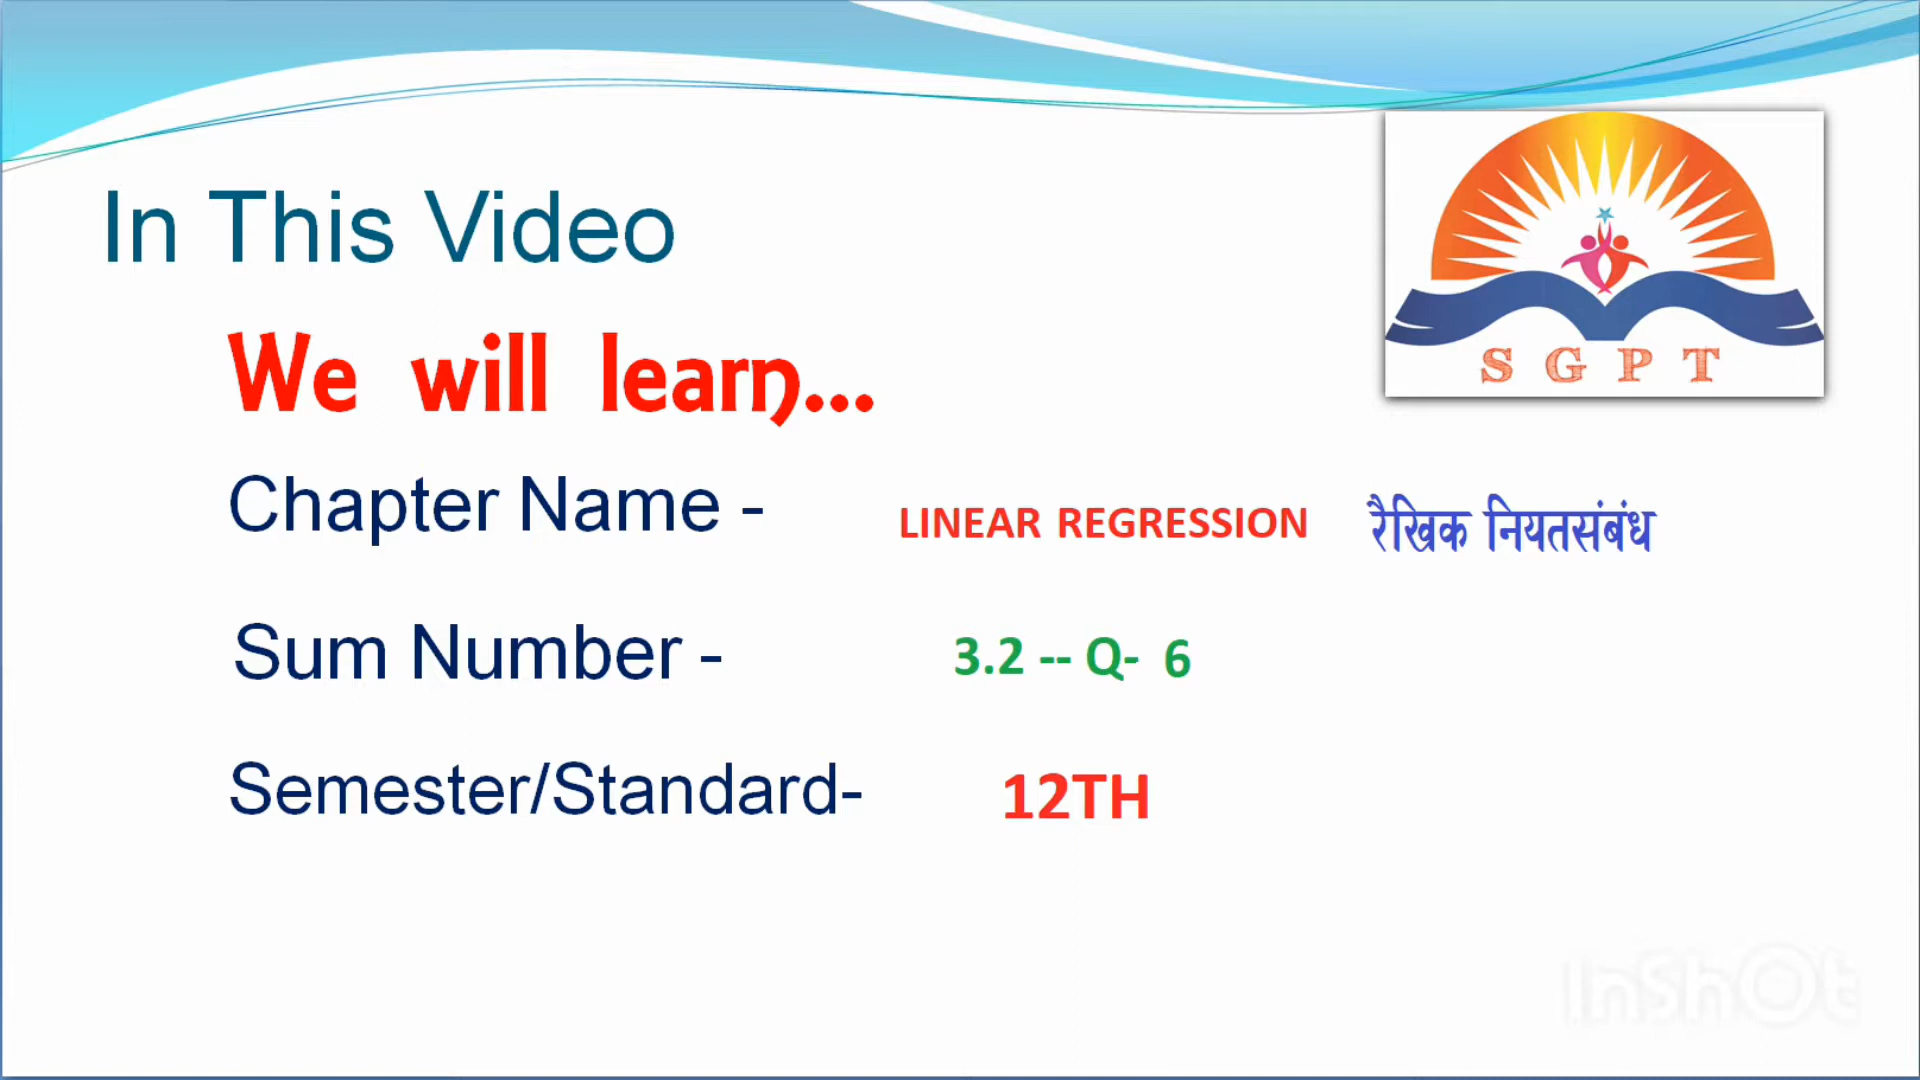 In This Video
S G P T
We will learn...
Chapter Name - LINEAR REGRESSION रैखिक नियतसंबंध
Sum Number - 3.2 -- Q- 6
Semester/Standard- 12TH
InShOt